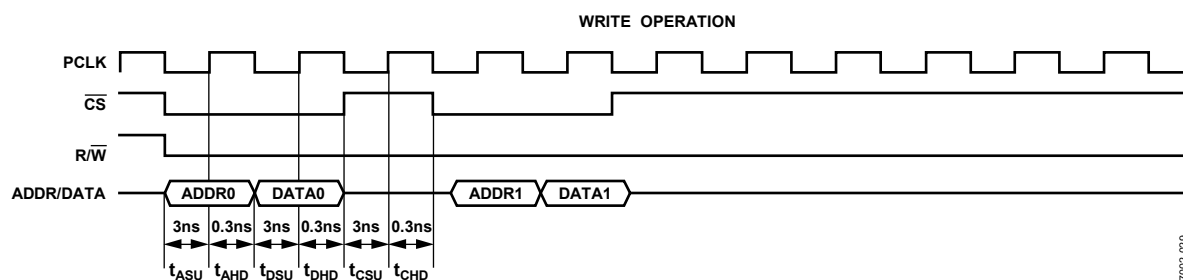 WRITE OPERATION
PCLK
CS
R/W
ADDR/DATA
ADDR0 DATA0 ADDR1 DATA1
3ns 0.3ns 3ns 0.3ns 3ns 0.3ns
tASU tAHD tDSU tDHD tCSU tCHD